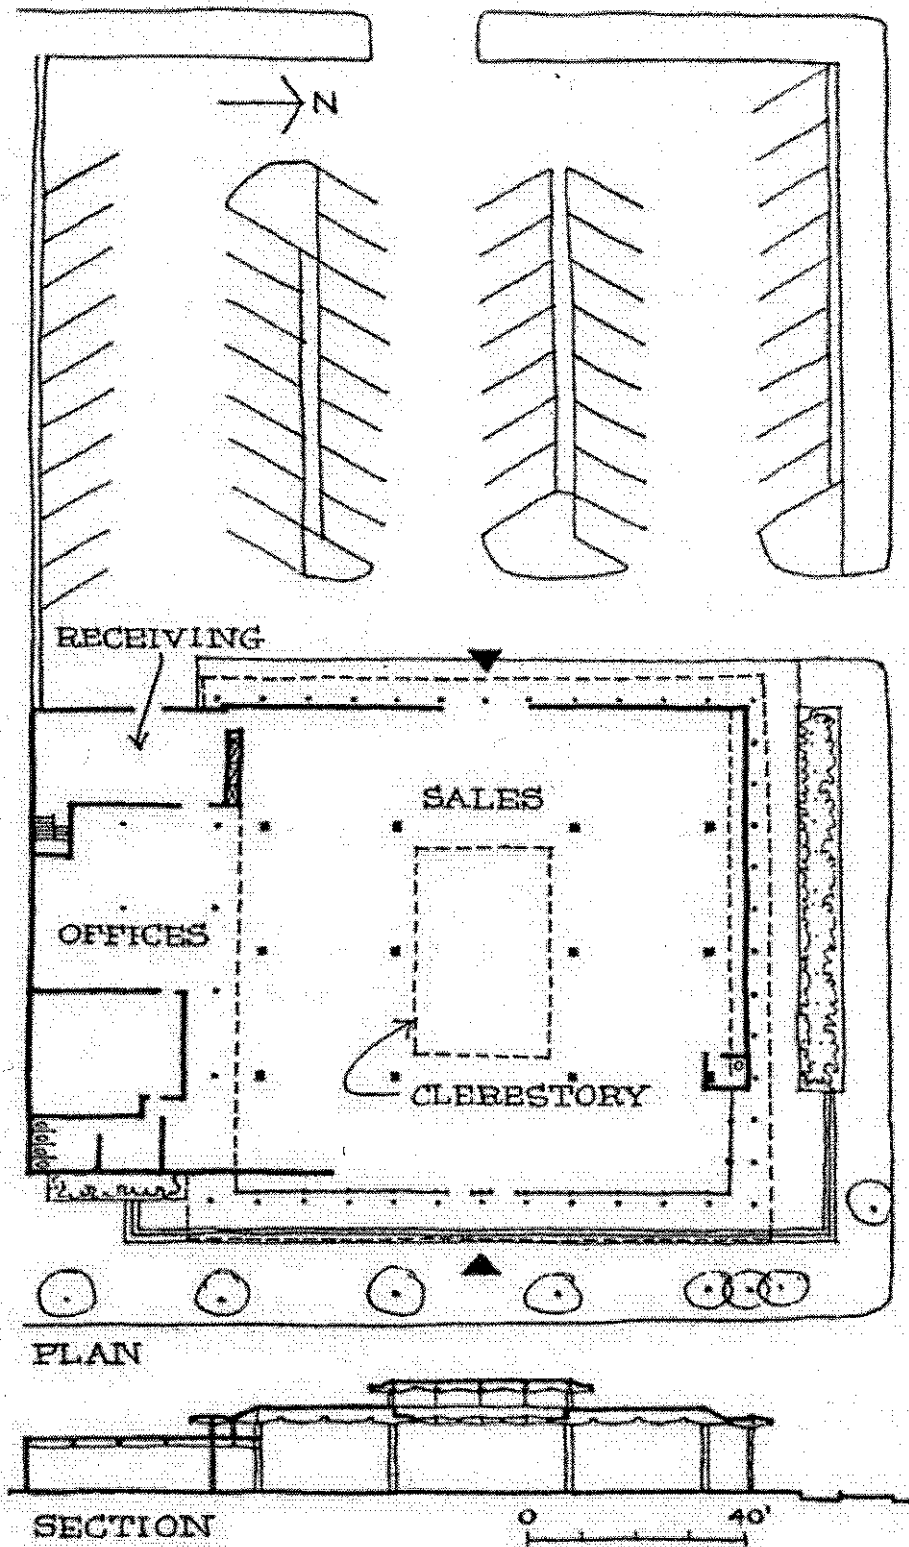 N
RECEIVING
SALES
OFFICES
CLERESTORY
PLAN
SECTION
0 40'